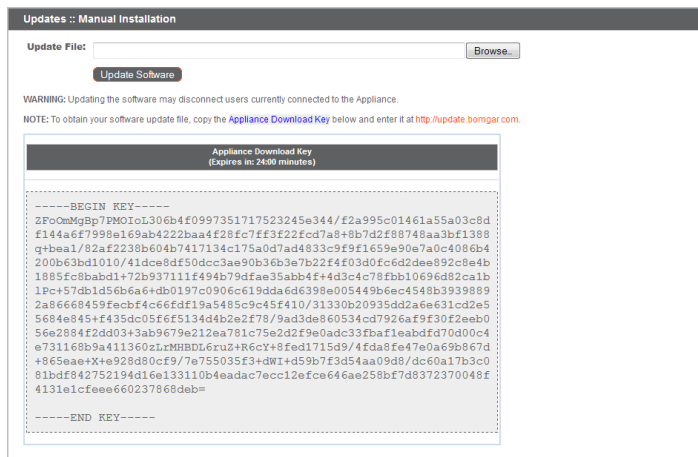 Updates :: Manual Installation
Update File:
Browse..
Update Software
WARNING: Updating the software may disconnect users currently connected to the Appliance.
NOTE: To obtain your software update file, copy the Appliance Download Key below and enter it at http://update.bomgar.com.
Appliance Download Key
(Expires in: 24:00 minutes)
-----BEGIN KEY-----
ZFoOmMgBp7PMOIoL306b4f0997351717523245e344/f2a995c01461a55a03c8d
f144a6f7998e169ab4222baa4f28fc7ff3f22fcd7a8+8b7d2f88748aa3bf1388
q+bea1/82af2238b604b7417134c175a0d7ad4833c9f9f1659e90e7a0c4086b4
200b63bd1010/41dce8df50dcc3ae90b36b3e7b22f4f03d0fc6d2dee892c8e4b
1885fc8babd1+72b937111f494b79dfae35abb4f+4d3c4c78fbb10696d82ca1b
lPc+57db1d56b6a6+db0197c0906c619dda6d6398e005449b6ec4548b3939889
2a86668459fecbf4c66fdf19a5485c9c45f410/31330b20935dd2a6e631cd2e5
5684e845+f435dc05f6f5134d4b2e2f78/9ad3de860534cd7926af9f30f2eeb0
56e2884f2dd03+3ab9679e212ea781c75e2d2f9e0adc33fbaf1eabdfd70d00c4
e731168b9a411360zLrMHBDL6ruZ+R6cY+8fed1715d9/4fda8fe47e0a69b867d
+865eae+X+e928d80cf9/7e755035f3+dWI+d59b7f3d54aa09d8/dc60a17b3c0
81bdf842752194d16e133110b4eadac7ecc12efce646ae258bf7d8372370048f
4131e1cfeee660237868deb=
-----END KEY-----